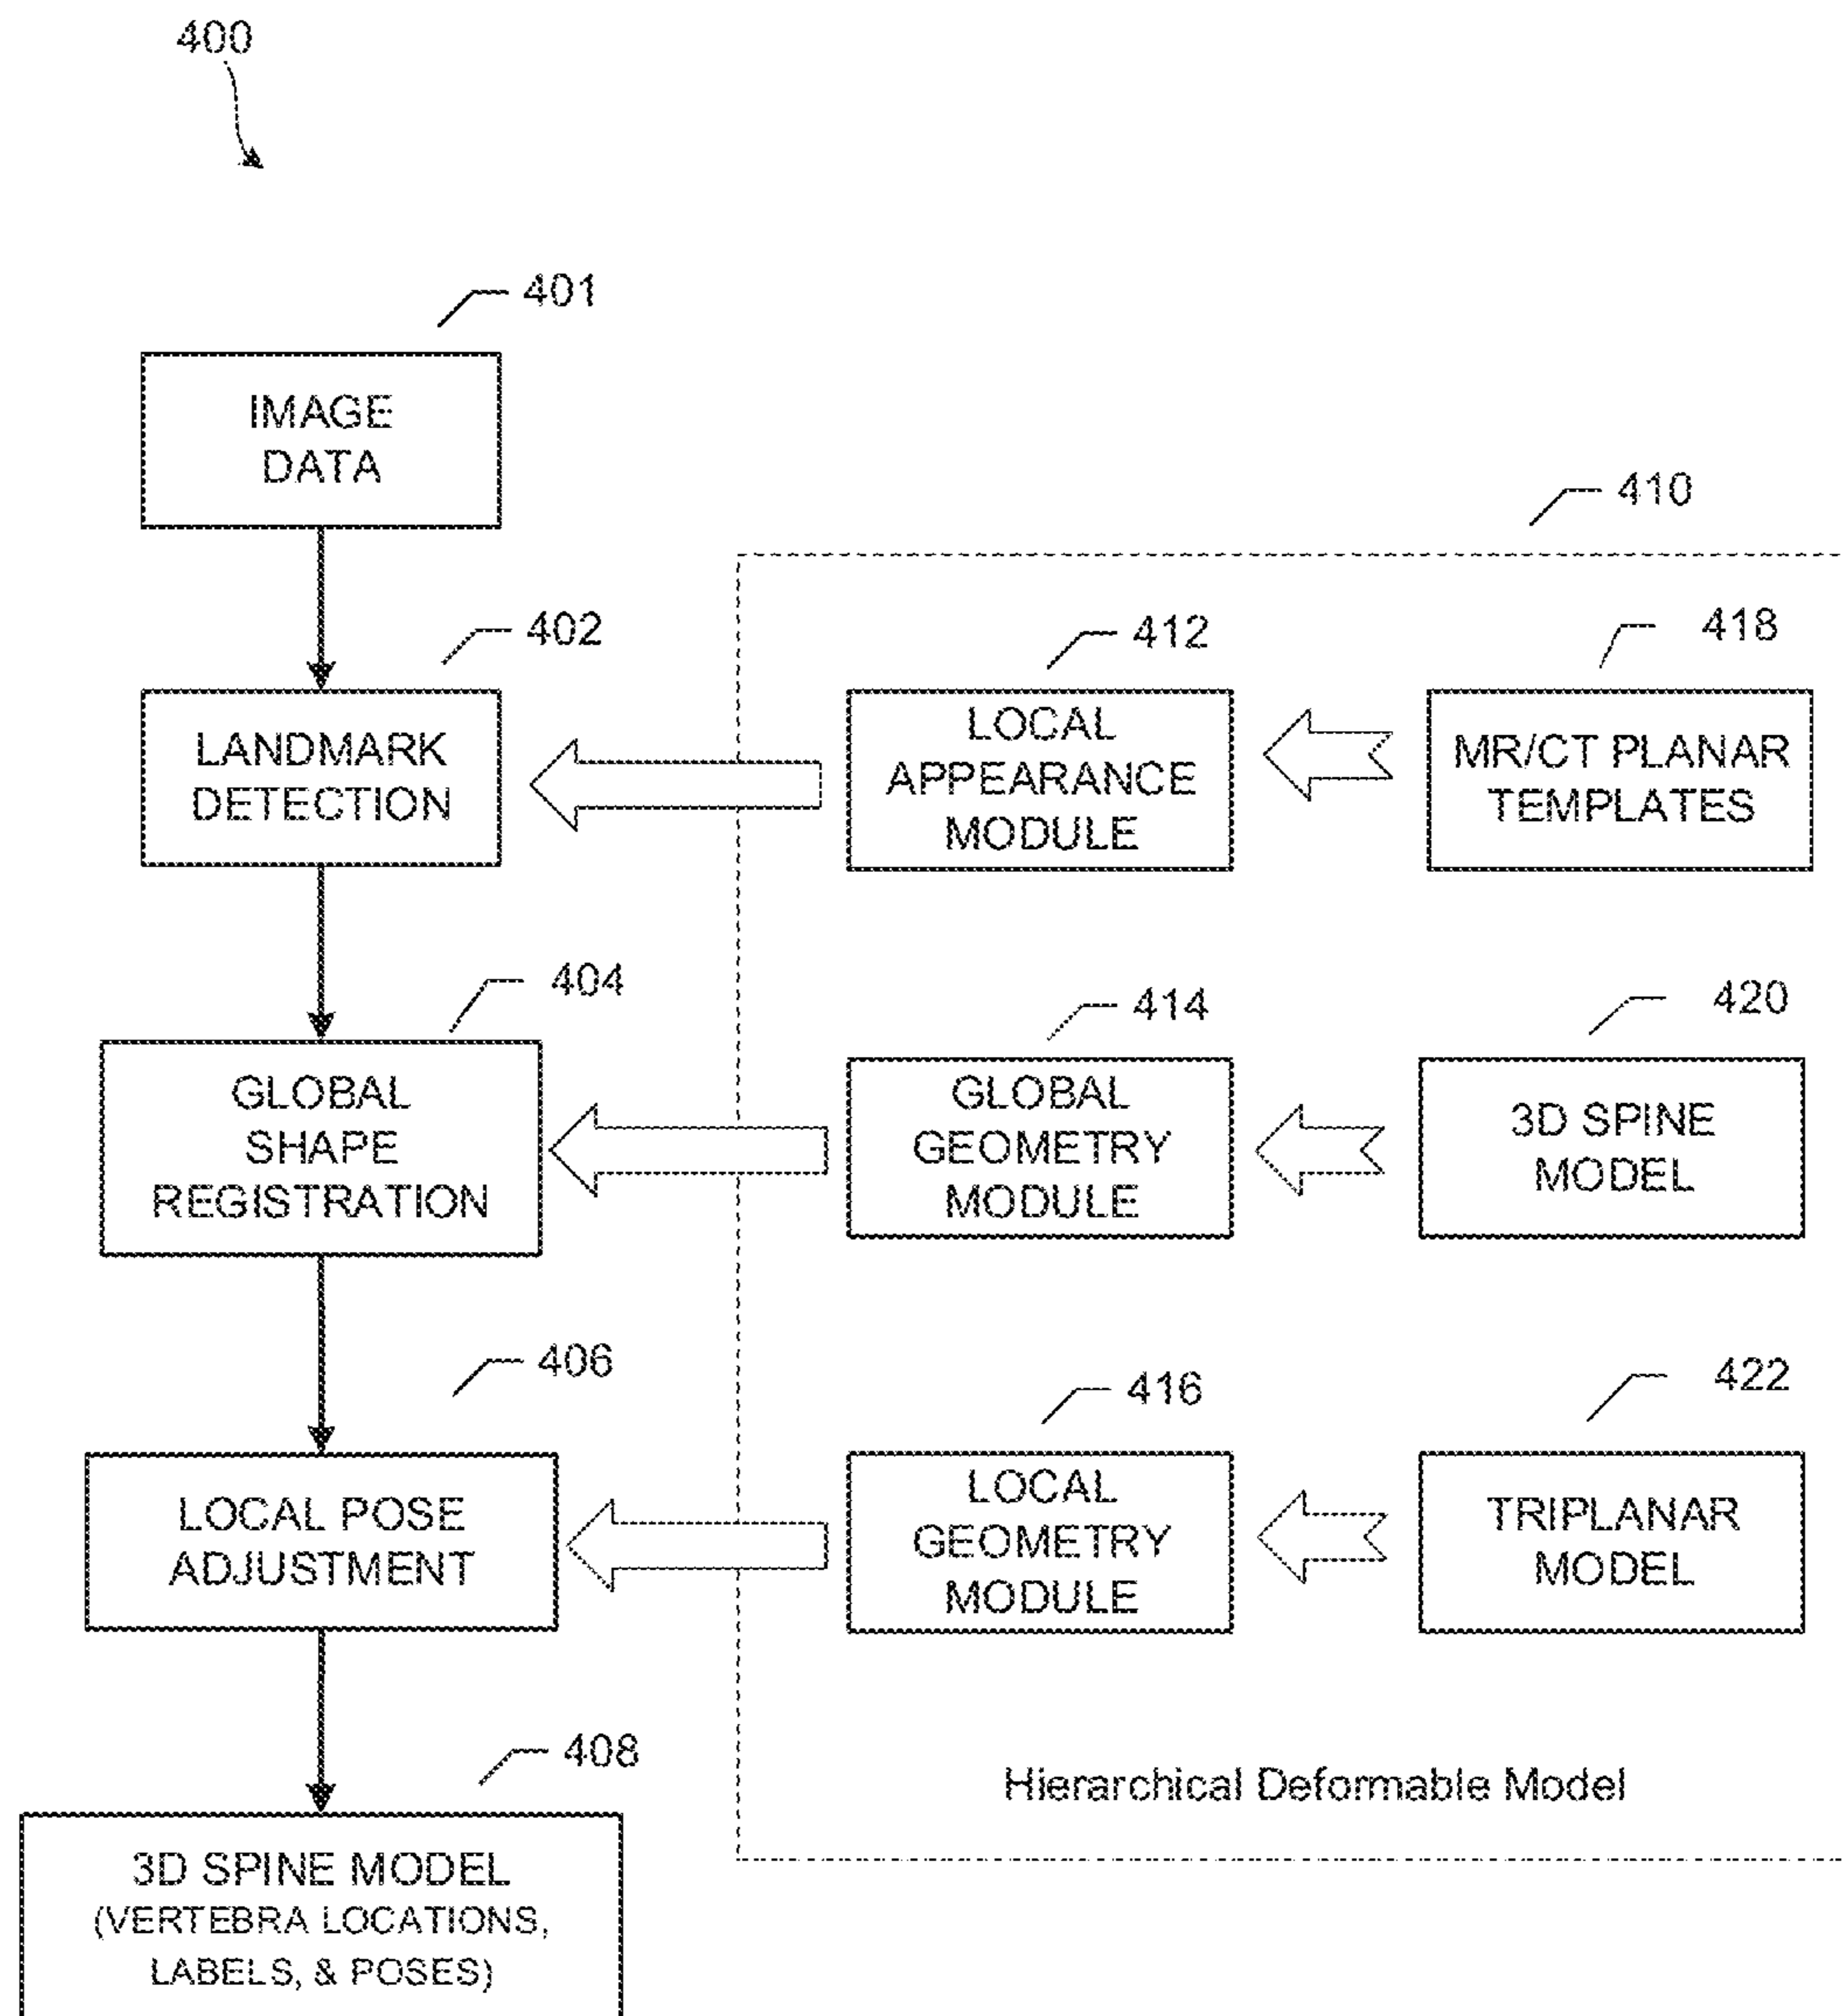 400
401
IMAGE
DATA
410
402
LANDMARK
DETECTION
412
LOCAL
APPEARANCE
MODULE
418
MR/CT PLANAR
TEMPLATES
404
GLOBAL
SHAPE
REGISTRATION
414
GLOBAL
GEOMETRY
MODULE
420
3D SPINE
MODEL
406
LOCAL POSE
ADJUSTMENT
416
LOCAL
GEOMETRY
MODULE
422
TRIPLANAR
MODEL
408
3D SPINE MODEL
(VERTEBRA LOCATIONS,
LABELS, & POSES)
Hierarchical Deformable Model